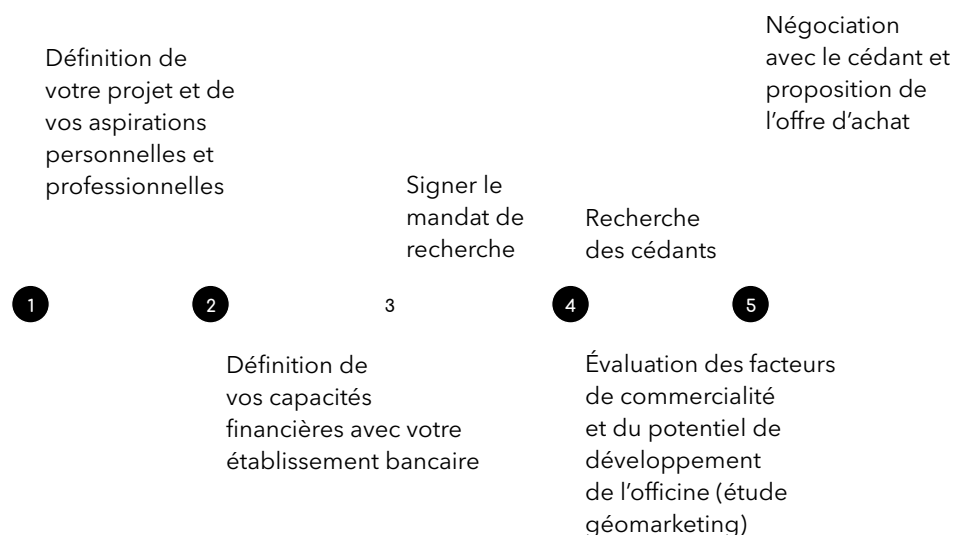 1
Définition de
votre projet et de
vos aspirations
personnelles et
professionnelles
2
Définition de
vos capacités
financières avec votre
établissement bancaire
3
Signer le
mandat de
recherche
4
Recherche
des cédants
Évaluation des facteurs
de commercialité
et du potentiel de
développement
de l’officine (étude
géomarketing)
5
Négociation
avec le cédant et
proposition de
l’offre d’achat